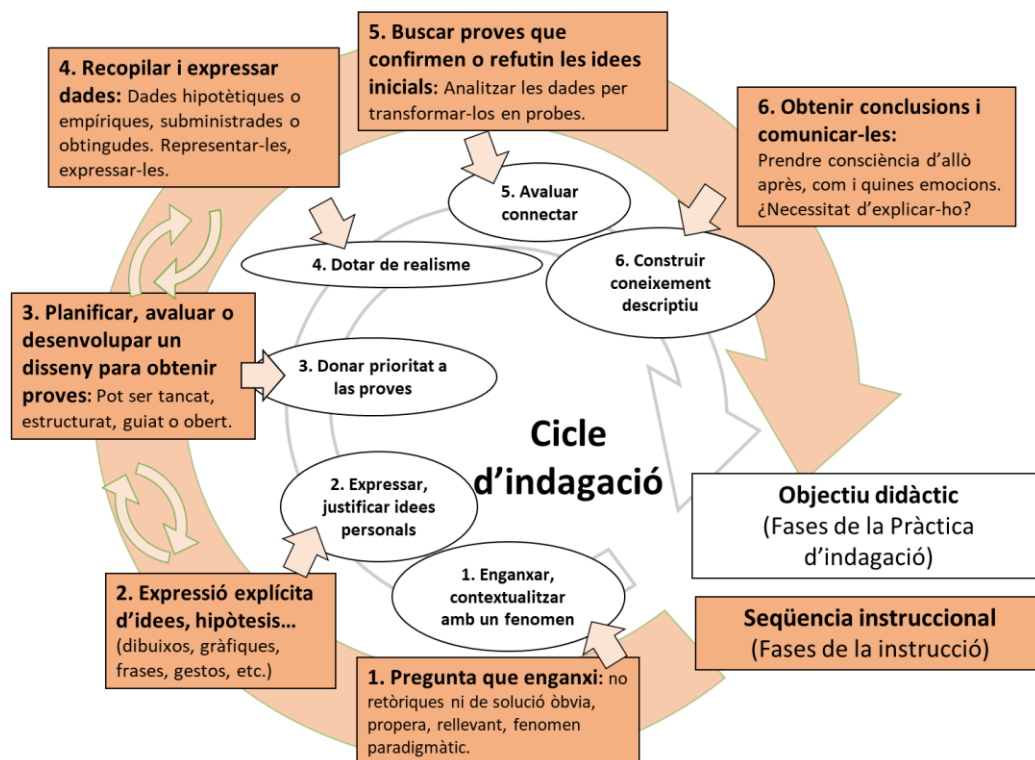 5. Buscar proves que
confirmen o refutin les idees
inicials: Analitzar les dades per
transformar-los en probes.
4. Recopilar i expressar
dades: Dades hipotètiques o
empíriques, subministrades o
obtingudes. Representar-les,
expressar-les.
6. Obtenir conclusions i
comunicar-les:
Prendre consciència d’allò
après, com i quines emocions.
¿Necessitat d’explicar-ho?
5. Avaluar
connectar
4. Dotar de realisme
6. Construir
coneixement
descriptiu
3. Planificar, avaluar o
desenvolupar un
disseny para obtenir
proves: Pot ser tancat,
estructurat, guiat o obert.
3. Donar prioritat a
las proves
Cicle
d’indagació
2. Expressar,
justificar idees
personals
Objectiu didàctic
(Fases de la Pràctica
d’indagació)
1. Enganxar,
contextualitzar
amb un fenomen
2. Expressió explícita
d’idees, hipòtesis...
(dibuixos, gràfiques,
frases, gestos, etc.)
Seqüencia instruccional
(Fases de la instrucció)
1. Pregunta que enganxi: no
retòriques ni de solució òbvia,
propera, rellevant, fenomen
paradigmàtic.